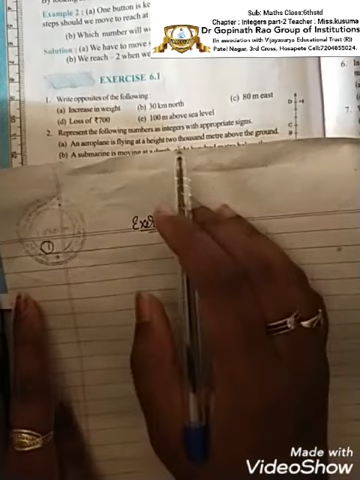 Sub: Maths Class:6thstd
Chapter : Integers part-2 Teacher : Miss.kusuma
Dr Gopinath Rao Group of Institutions
(In association with Vijayasurya Educational Trust (R))
Patel Nagar, 3rd Cross, Hosapete Cell:7204855024.
Example 2 : (a) One button is ke
steps should we move to reach at
(b) Which number will w
Solution : (a) We have to move
(b) We reach – 2 when we
EXERCISE 6.1
1. Write opposites of the following :
(a) Increase in weight (b) 30 km north (c) 80 m east
(d) Loss of ₹700 (e) 100 m above sea level
2. Represent the following numbers as integers with appropriate signs.
(a) An aeroplane is flying at a height two thousand metre above the ground.
(b) A submarine is moving at a depth
Exe
1
Made with
VideoShow